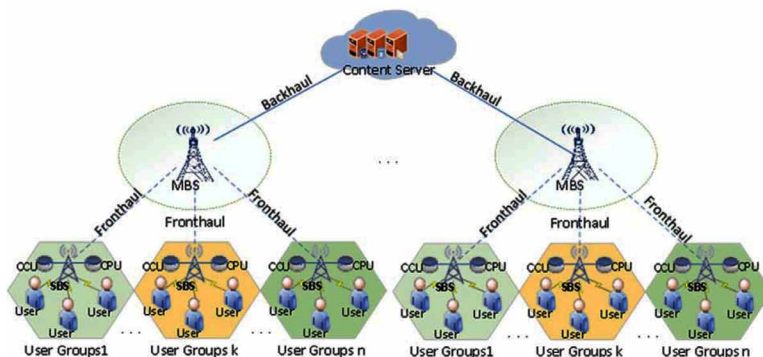 Content Server
Backhaul
Backhaul
MBS
...
MBS
Fronthaul
Fronthaul
Fronthaul
Fronthaul
Fronthaul
Fronthaul
CCU CPU CCU CPU CCU CPU CCU CPU CCU CPU CCU CPU
SBS SBS SBS SBS SBS SBS
User User User User User User User User User User User User
User User User User User User
... ... ... ...
User Groups1 User Groups k User Groups n User Groups1 User Groups k User Groups n